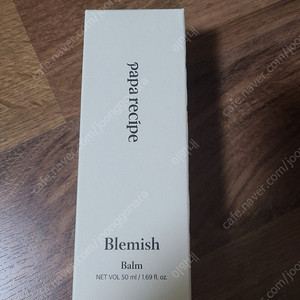 papa recipe
Blemish
Balm
NET VOL 50 ml / 1.69 fl. oz.
cafe.naver.com/joonggonara